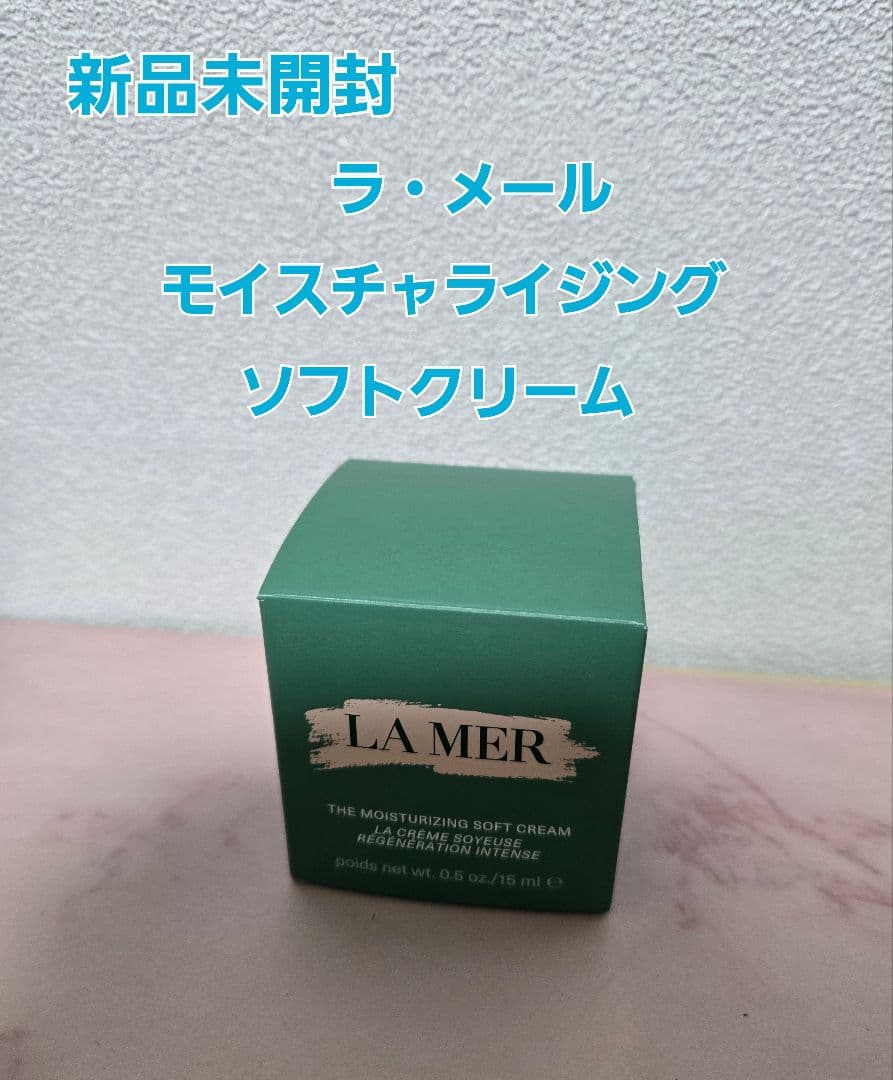 新品未開封
ラ・メール
モイスチャライジング
ソフトクリーム
LA MER
THE MOISTURIZING SOFT CREAM
LA CRÈME SOYEUSE
RÉGÉNÉRATION INTENSE
poids net wt. 0.5 oz./15 ml ℮